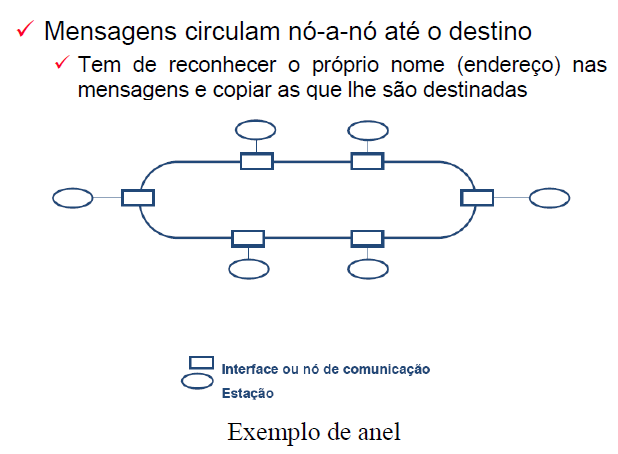 Mensagens circulam nó-a-nó até o destino
Tem de reconhecer o próprio nome (endereço) nas
mensagens e copiar as que lhe são destinadas
Interface ou nó de comunicação
Estação
Exemplo de anel